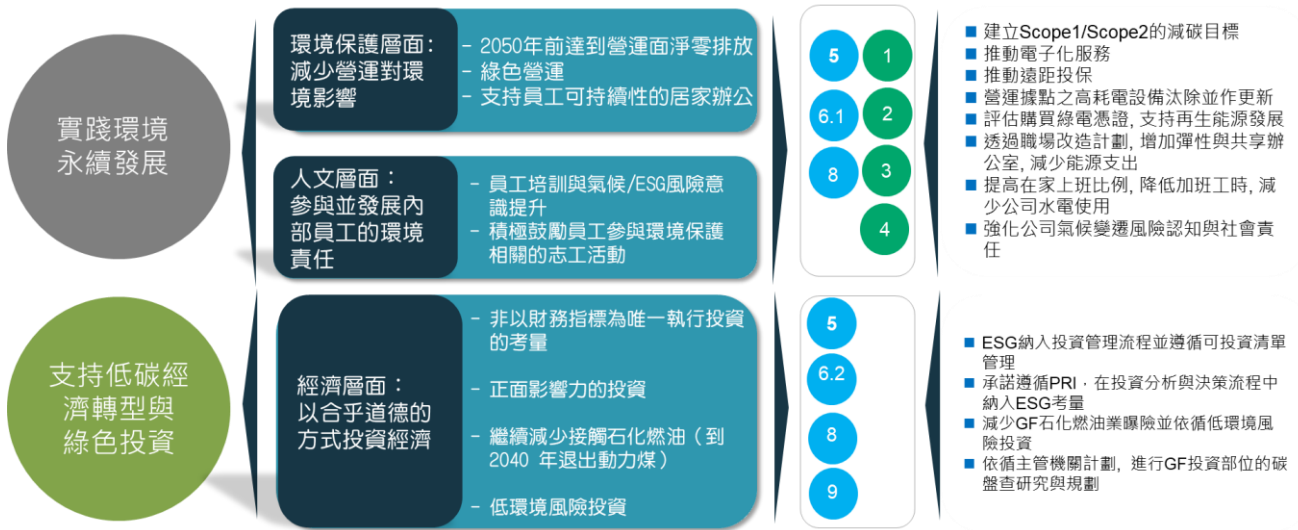 實踐環境
永續發展
環境保護層面：
減少營運對環
境影響
- 2050年前達到營運面淨零排放
- 綠色營運
- 支持員工可持續性的居家辦公
人文層面：
參與並發展內
部員工的環境
責任
- 員工培訓與氣候/ESG風險意
識提升
- 積極鼓勵員工參與環境保護
相關的志工活動
5
1
6.1
2
8
3
4
■ 建立Scope1/Scope2的減碳目標
■ 推動電子化服務
■ 推動遠距投保
■ 營運據點之高耗電設備汰除並作更新
■ 評估購買綠電憑證, 支持再生能源發展
■ 透過職場改造計劃, 增加彈性與共享辦
公室, 減少能源支出
■ 提高在家上班比例, 降低加班工時, 減
少公司水電使用
■ 強化公司氣候變遷風險認知與社會責
任
支持低碳經
濟轉型與
綠色投資
經濟層面：
以合乎道德的
方式投資經濟
- 非以財務指標為唯一執行投資
的考量
- 正面影響力的投資
- 繼續減少接觸石化燃油（到
2040 年退出動力煤）
- 低環境風險投資
5
6.2
8
9
■ ESG納入投資管理流程並遵循可投資清單
管理
■ 承諾遵循PRI，在投資分析與決策流程中
納入ESG考量
■ 減少GF石化燃油業曝險並依循低環境風
險投資
■ 依循主管機關計劃, 進行GF投資部位的碳
盤查研究與規劃